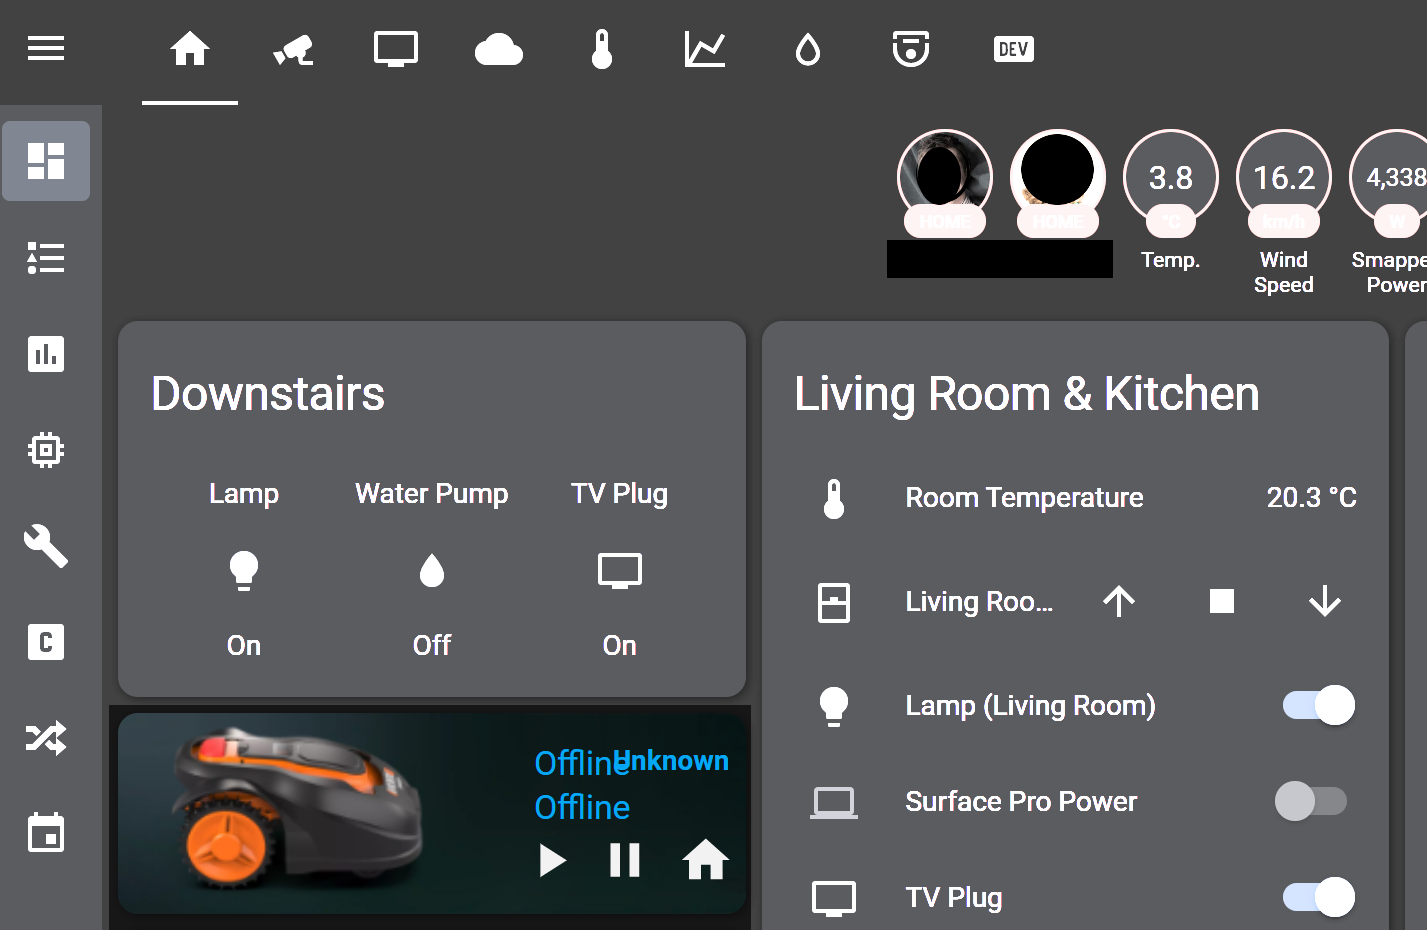 DEV
3.8
16.2
4,338
HOME
HOME
°C
km/h
W
Temp.
Wind
Speed
Smappe
Power
Downstairs
Lamp
Water Pump
TV Plug
On
Off
On
Offline
Unknown
Offline
Living Room & Kitchen
Room Temperature
20.3 °C
Living Roo...
Lamp (Living Room)
Surface Pro Power
TV Plug
C